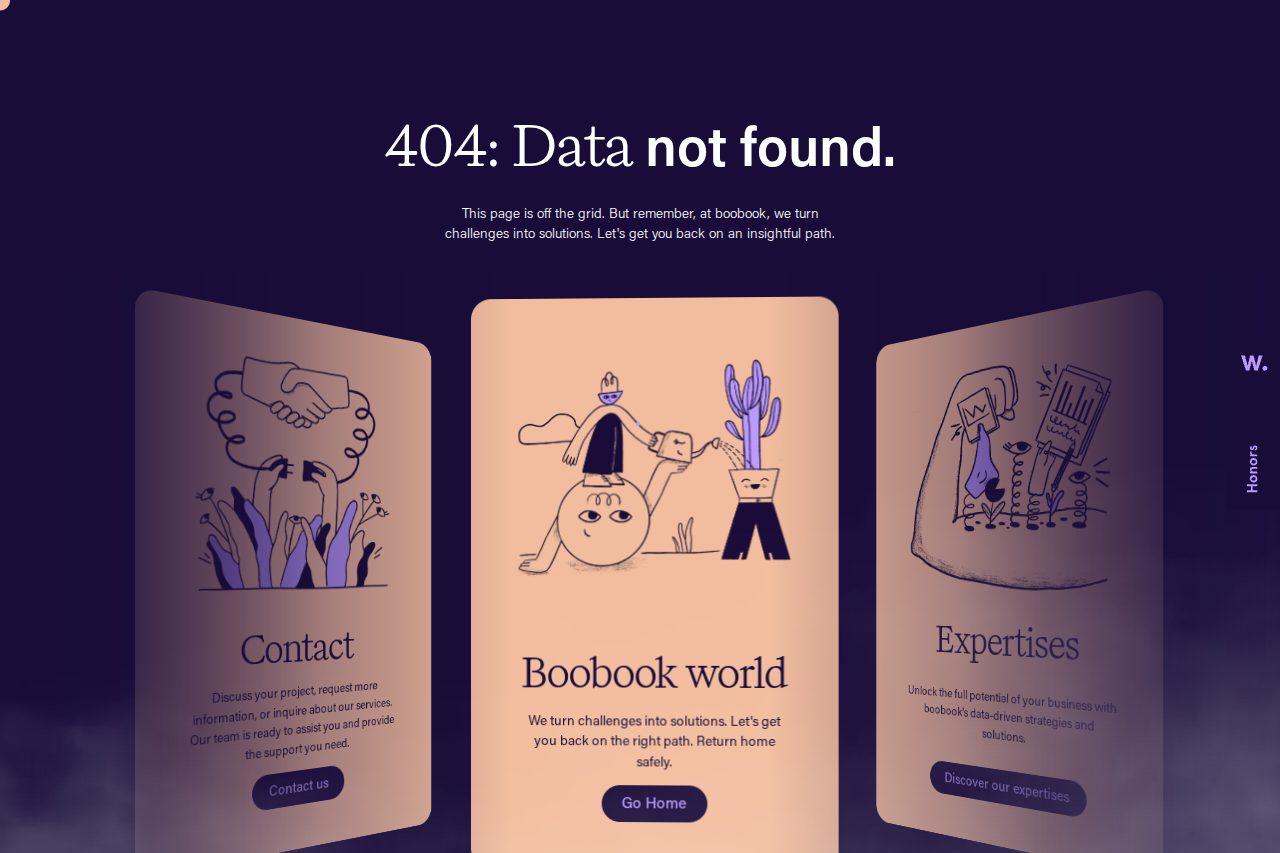 404: Data not found.
This page is off the grid. But remember, at boobook, we turn
challenges into solutions. Let's get you back on an insightful path.
Contact
Discuss your project, request more
information, or inquire about our services.
Our team is ready to assist you and provide
the support you need.
Contact us
Boobook world
We turn challenges into solutions. Let's get
you back on the right path. Return home
safely.
Go Home
Expertises
Unlock the full potential of your business with
boobook's data-driven strategies and
solutions.
Discover our expertises
W.
Honors